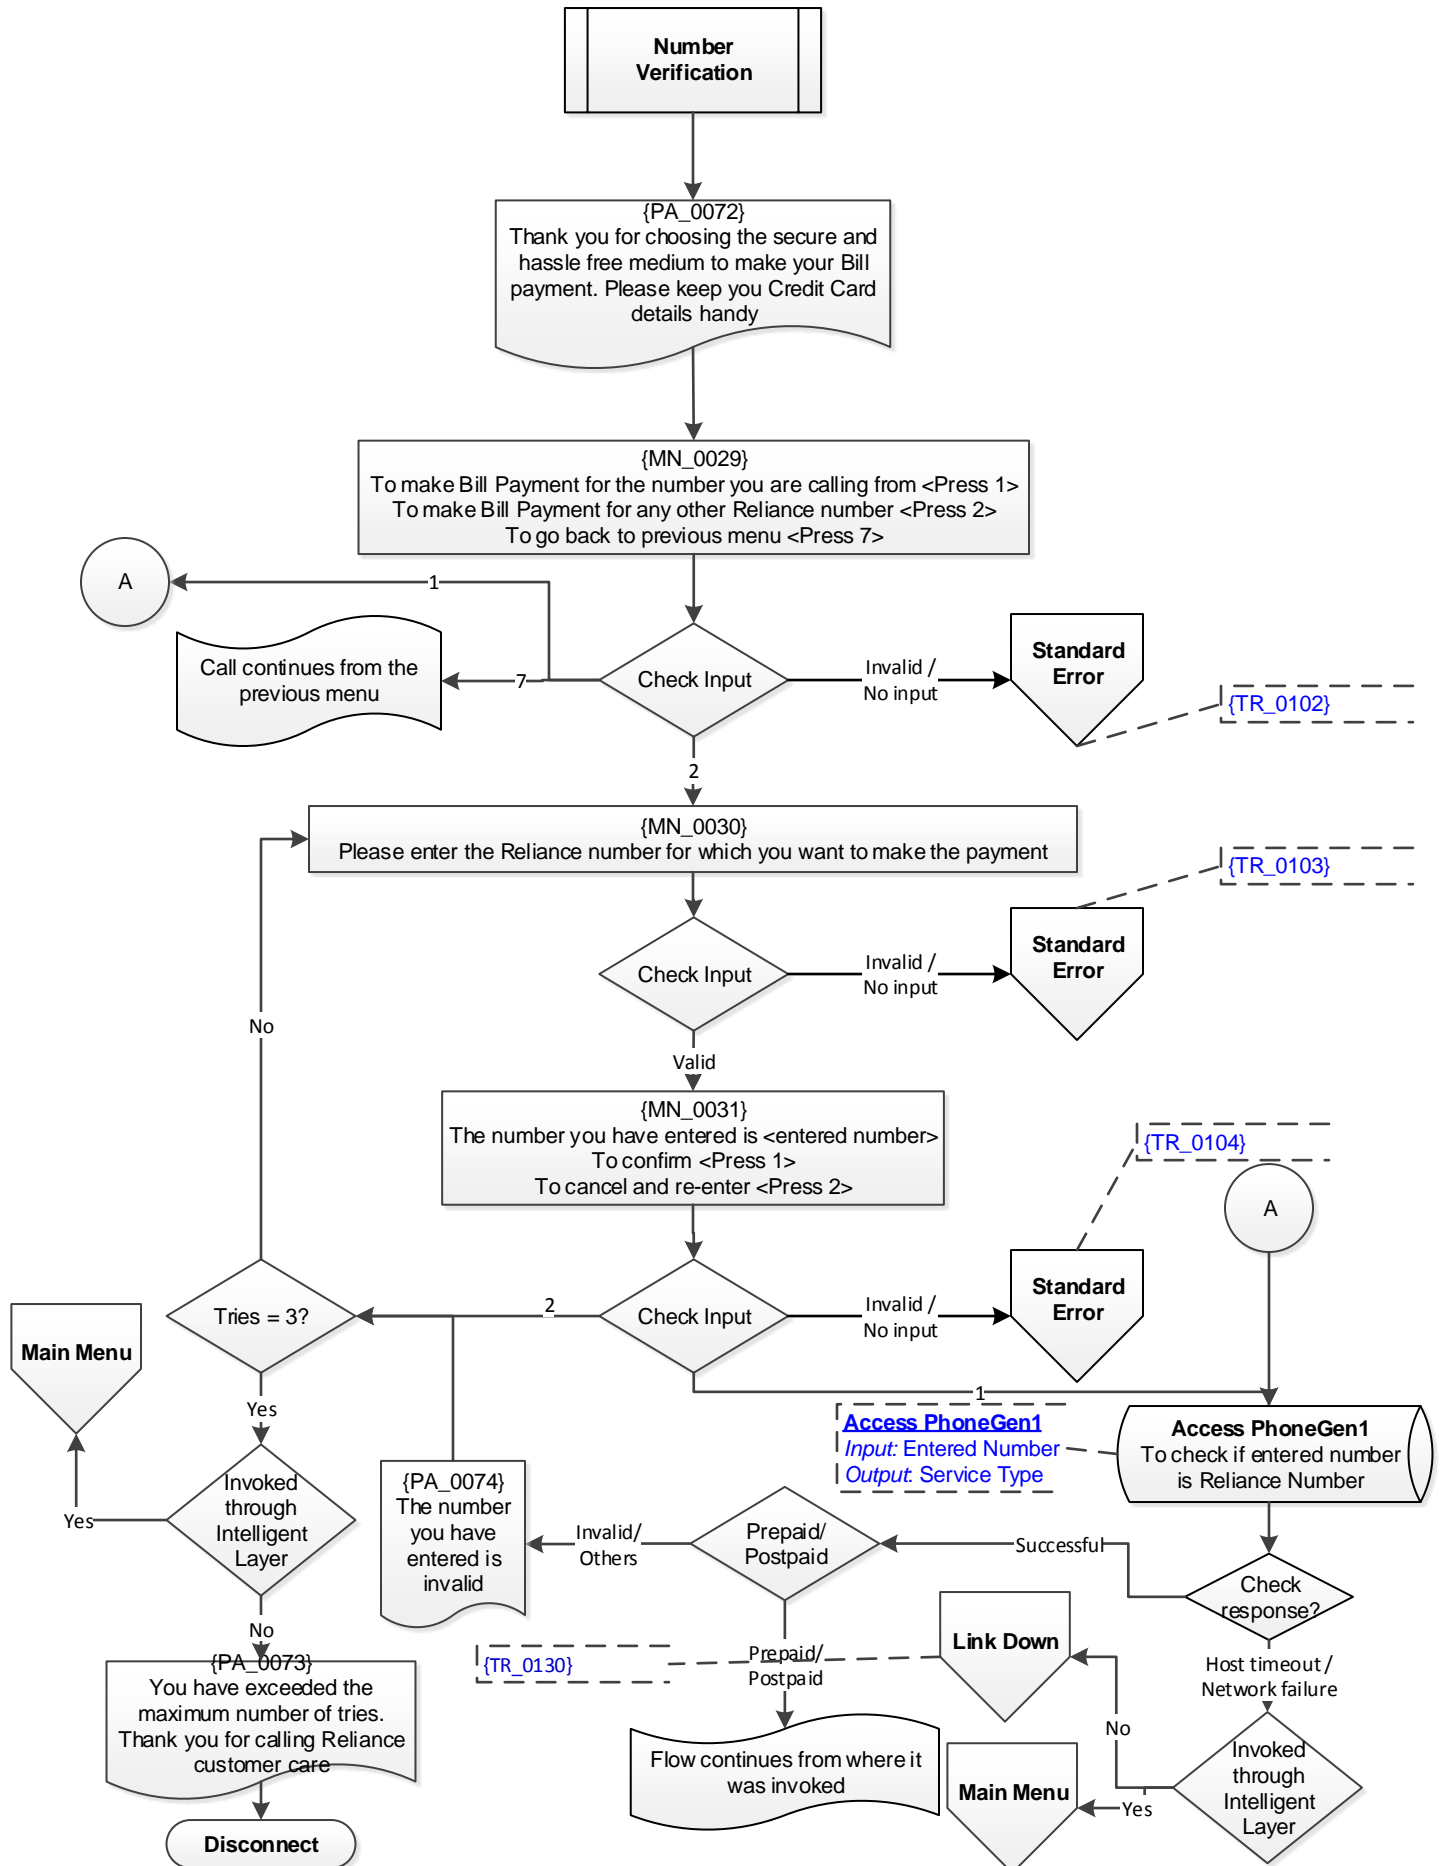 Number
Verification
{PA_0072}
Thank you for choosing the secure and
hassle free medium to make your Bill
payment. Please keep you Credit Card
details handy
{MN_0029}
To make Bill Payment for the number you are calling from <Press 1>
To make Bill Payment for any other Reliance number <Press 2>
To go back to previous menu <Press 7>
A
1
Call continues from the
previous menu
7
Check Input
Invalid /
No input
Standard
Error
{TR_0102}
2
{MN_0030}
Please enter the Reliance number for which you want to make the payment
{TR_0103}
Check Input
Invalid /
No input
Standard
Error
No
Valid
{MN_0031}
The number you have entered is <entered number>
To confirm <Press 1>
To cancel and re-enter <Press 2>
{TR_0104}
A
Main Menu
Tries = 3?
2
Check Input
Invalid /
No input
Standard
Error
1
Yes
Access PhoneGen1
Input: Entered Number
Output: Service Type
Access PhoneGen1
To check if entered number
is Reliance Number
Yes
Invoked
through
Intelligent
Layer
{PA_0074}
The number
you have
entered is
invalid
Invalid/
Others
Prepaid/
Postpaid
Successful
Check
response?
No
{TR_0130}
Prepaid/
Postpaid
Link Down
Host timeout /
Network failure
{PA_0073}
You have exceeded the
maximum number of tries.
Thank you for calling Reliance
customer care
Flow continues from where it
was invoked
No
Main Menu
Yes
Invoked
through
Intelligent
Layer
Disconnect